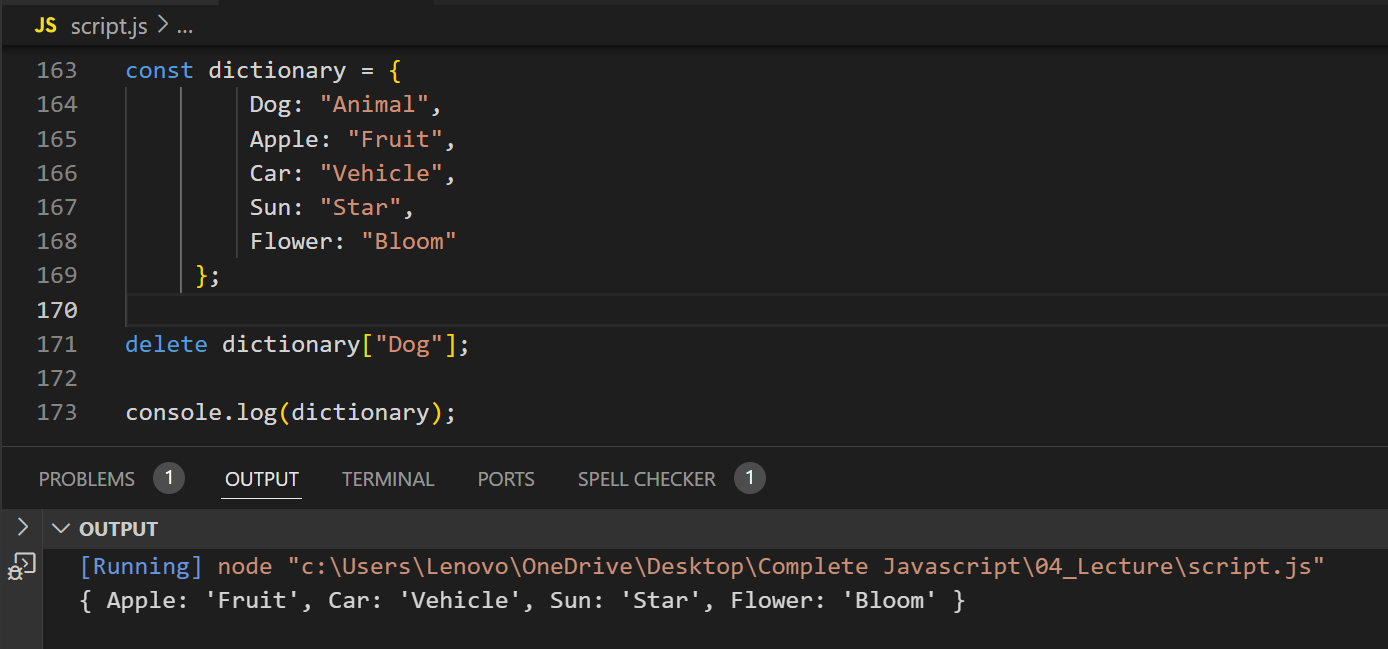 JS script.js > ...
163 const dictionary = {
164 Dog: "Animal",
165 Apple: "Fruit",
166 Car: "Vehicle",
167 Sun: "Star",
168 Flower: "Bloom"
169 };
170
171 delete dictionary["Dog"];
172
173 console.log(dictionary);
PROBLEMS 1 OUTPUT TERMINAL PORTS SPELL CHECKER 1
OUTPUT
[Running] node "c:\Users\Lenovo\OneDrive\Desktop\Complete Javascript\04_Lecture\script.js"
{ Apple: 'Fruit', Car: 'Vehicle', Sun: 'Star', Flower: 'Bloom' }